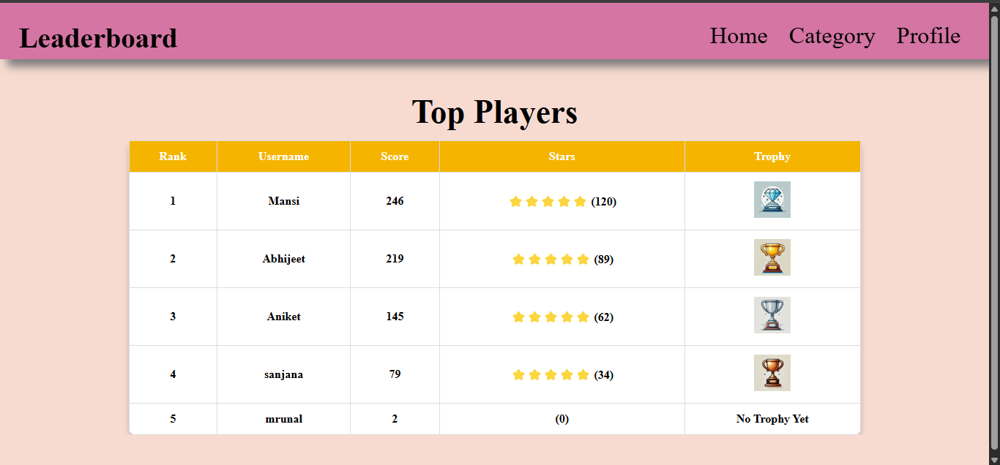 Leaderboard Home Category Profile
Top Players
Rank Username Score Stars Trophy
1 Mansi 246 (120)
2 Abhijeet 219 (89)
3 Aniket 145 (62)
4 sanjana 79 (34)
5 mrunal 2 (0) No Trophy Yet